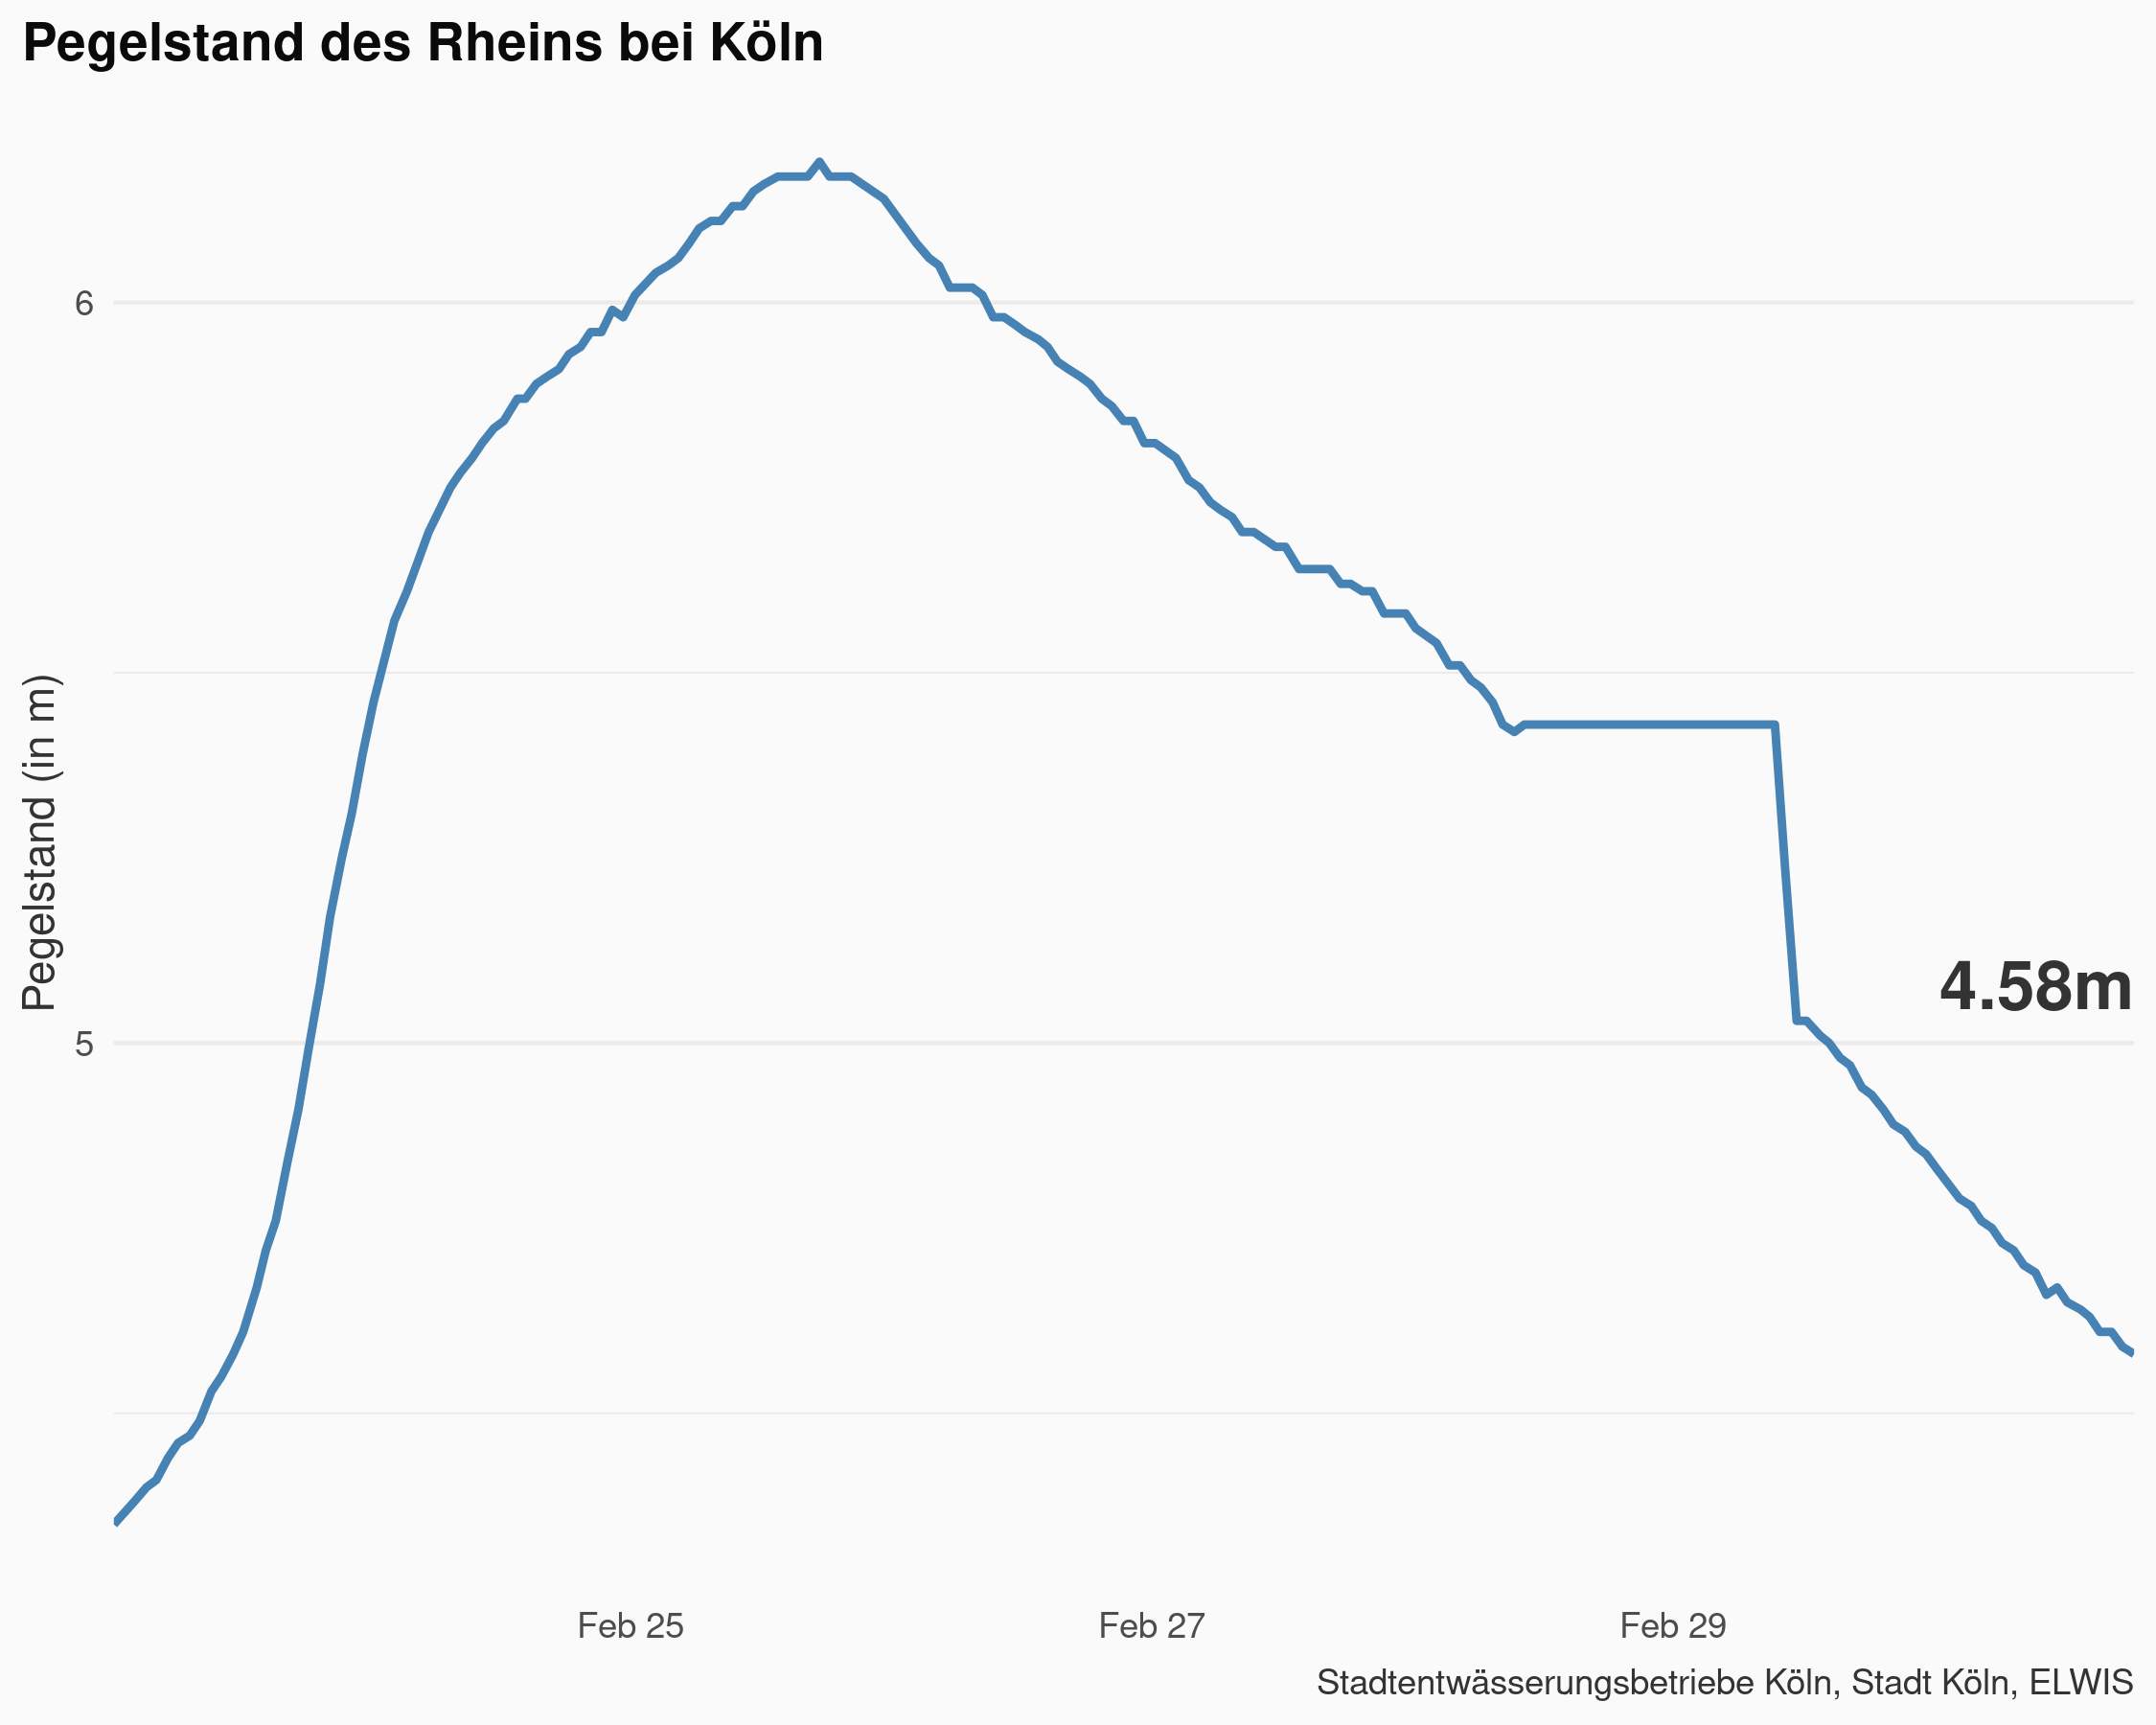 Pegelstand des Rheins bei Köln
Pegelstand (in m)
6
5
4.58m
Feb 25
Feb 27
Feb 29
Stadtentwässerungsbetriebe Köln, Stadt Köln, ELWIS